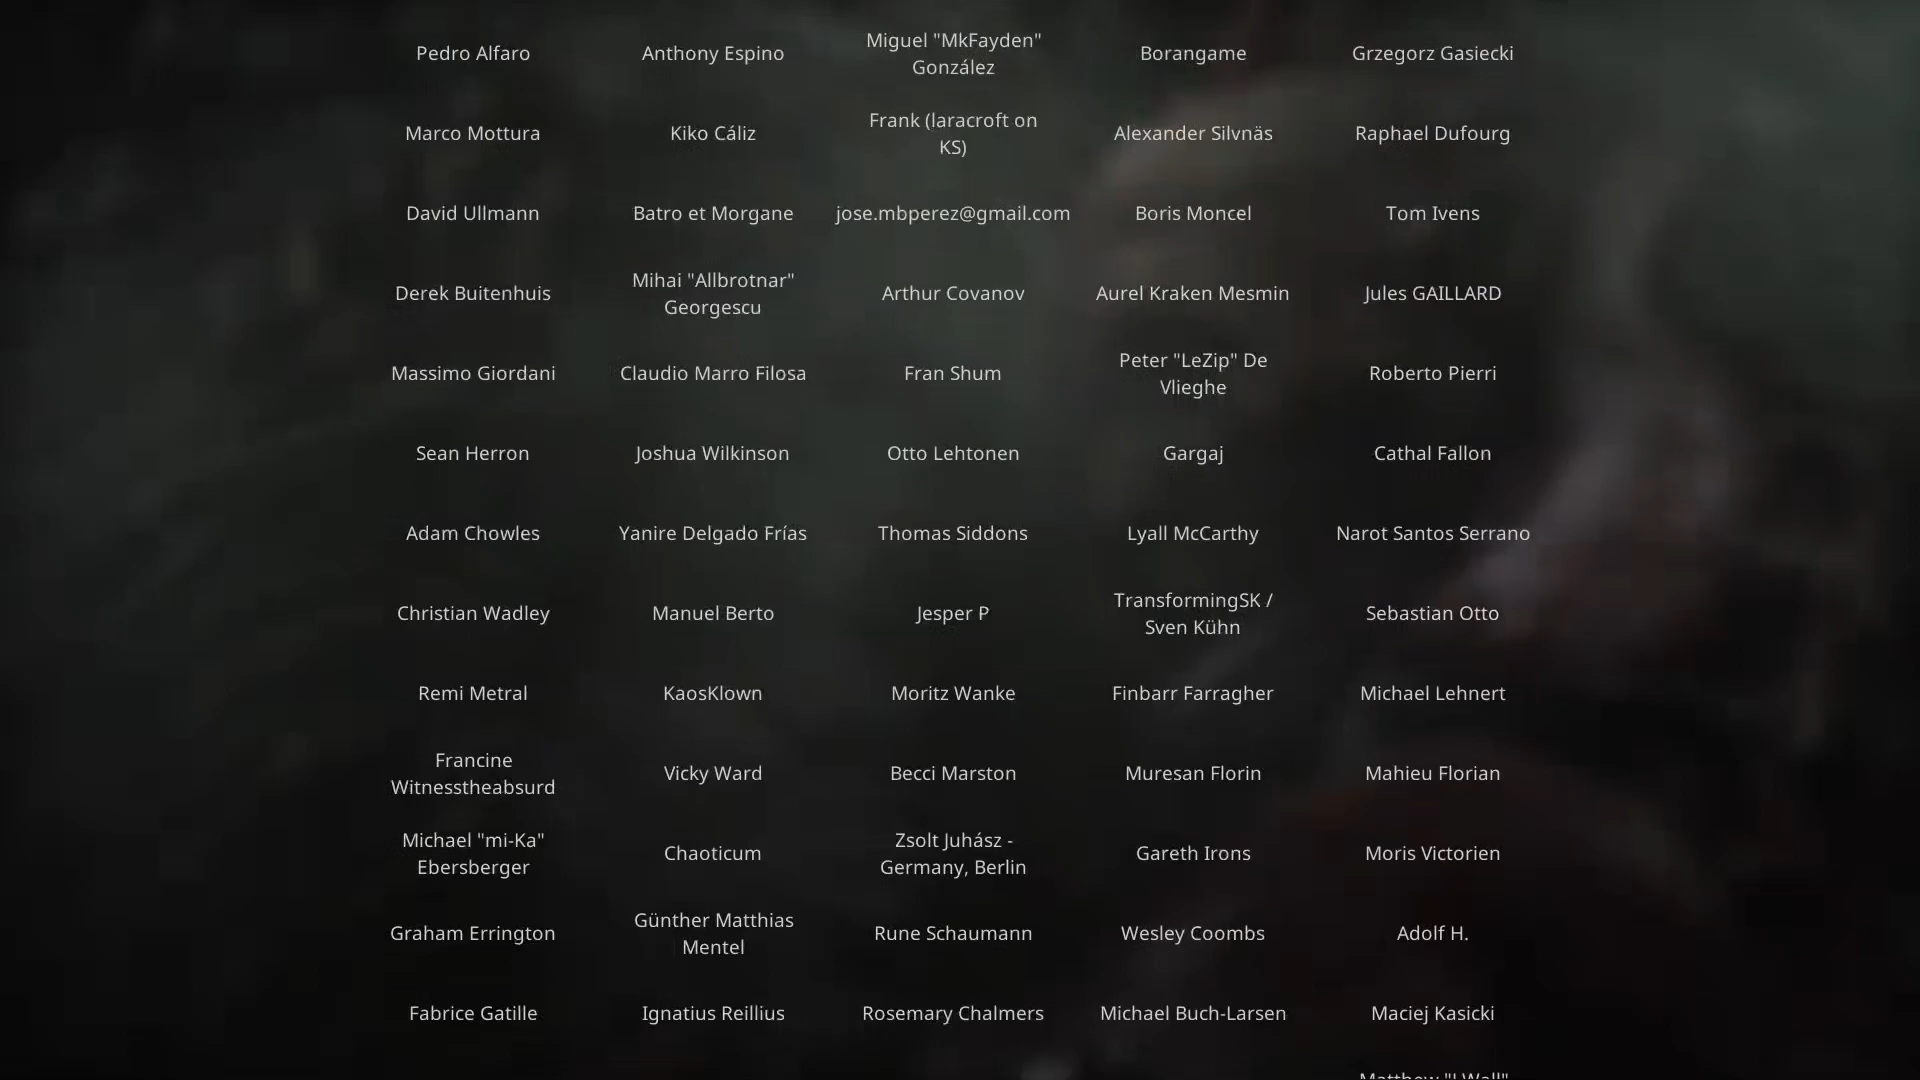 Pedro Alfaro
Anthony Espino
Miguel "MkFayden"
González
Borangame
Grzegorz Gasiecki
Marco Mottura
Kiko Cáliz
Frank (laracroft on
KS)
Alexander Silvnäs
Raphael Dufourg
David Ullmann
Batro et Morgane
jose.mbperez@gmail.com
Boris Moncel
Tom Ivens
Derek Buitenhuis
Mihai "Allbrotnar"
Georgescu
Arthur Covanov
Aurel Kraken Mesmin
Jules GAILLARD
Massimo Giordani
Claudio Marro Filosa
Fran Shum
Peter "LeZip" De
Vlieghe
Roberto Pierri
Sean Herron
Joshua Wilkinson
Otto Lehtonen
Gargaj
Cathal Fallon
Adam Chowles
Yanire Delgado Frías
Thomas Siddons
Lyall McCarthy
Narot Santos Serrano
Christian Wadley
Manuel Berto
Jesper P
TransformingSK /
Sven Kühn
Sebastian Otto
Remi Metral
KaosKlown
Moritz Wanke
Finbarr Farragher
Michael Lehnert
Francine
Witnesstheabsurd
Vicky Ward
Becci Marston
Muresan Florin
Mahieu Florian
Michael "mi-Ka"
Ebersberger
Chaoticum
Zsolt Juhász -
Germany, Berlin
Gareth Irons
Moris Victorien
Graham Errington
Günther Matthias
Mentel
Rune Schaumann
Wesley Coombs
Adolf H.
Fabrice Gatille
Ignatius Reillius
Rosemary Chalmers
Michael Buch-Larsen
Maciej Kasicki
Matthew